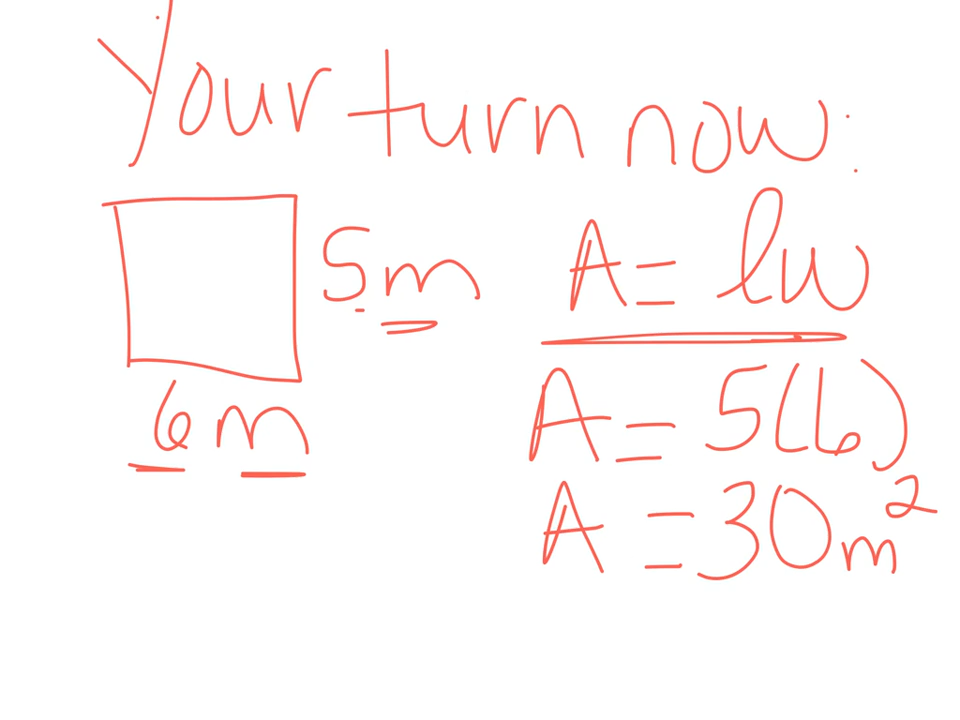 Your turn now:
5m
A = lw
6m
A = 5(6)
A = 30m²